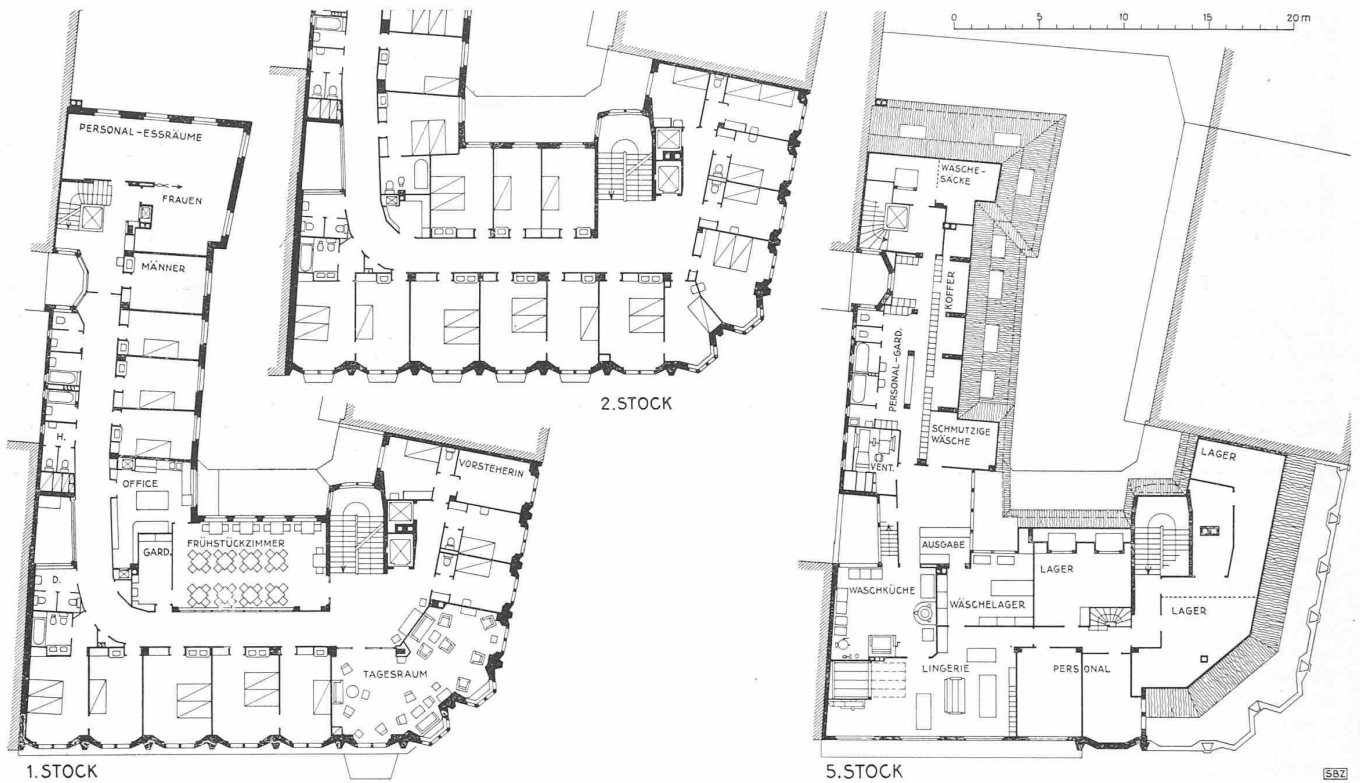 0 5 10 15 20 m
PERSONAL-ESSRÄUME
FRAUEN
MÄNNER
H.
OFFICE
GARD.
FRÜHSTÜCKZIMMER
VORSTEHERIN
D.
TAGESRAUM
1.STOCK
2.STOCK
WÄSCHE-
SÄCKE
KOFFER
PERSONAL-GARD.
SCHMUTZIGE
WÄSCHE
VENT.
LAGER
AUSGABE
LAGER
WASCHKÜCHE
WÄSCHELAGER
LAGER
LINGERIE
PERSONAL
5.STOCK
SBZ